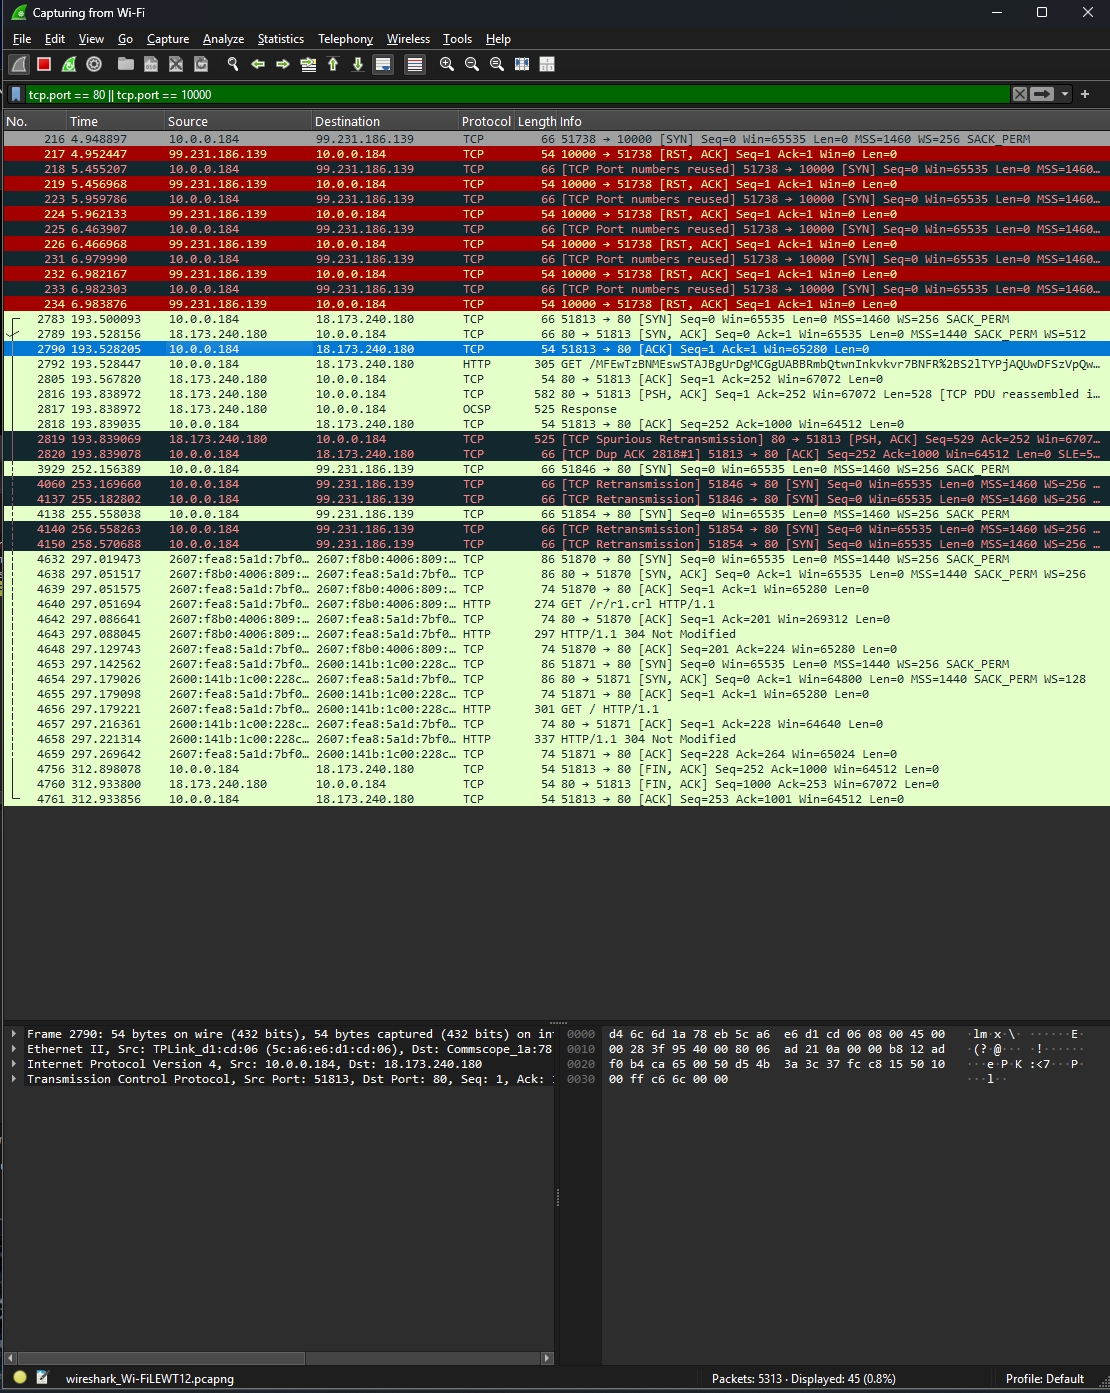 Capturing from Wi-Fi
File Edit View Go Capture Analyze Statistics Telephony Wireless Tools Help
tcp.port == 80 || tcp.port == 10000
No. Time Source Destination Protocol Length Info
216 4.948897 10.0.0.184 99.231.186.139 TCP 66 51738 → 10000 [SYN] Seq=0 Win=65535 Len=0 MSS=1460 WS=256 SACK_PERM
217 4.952447 99.231.186.139 10.0.0.184 TCP 54 10000 → 51738 [RST, ACK] Seq=1 Ack=1 Win=0 Len=0
218 5.455207 10.0.0.184 99.231.186.139 TCP 66 [TCP Port numbers reused] 51738 → 10000 [SYN] Seq=0 Win=65535 Len=0 MSS=1460…
219 5.456968 99.231.186.139 10.0.0.184 TCP 54 10000 → 51738 [RST, ACK] Seq=1 Ack=1 Win=0 Len=0
223 5.959786 10.0.0.184 99.231.186.139 TCP 66 [TCP Port numbers reused] 51738 → 10000 [SYN] Seq=0 Win=65535 Len=0 MSS=1460…
224 5.962133 99.231.186.139 10.0.0.184 TCP 54 10000 → 51738 [RST, ACK] Seq=1 Ack=1 Win=0 Len=0
225 6.463907 10.0.0.184 99.231.186.139 TCP 66 [TCP Port numbers reused] 51738 → 10000 [SYN] Seq=0 Win=65535 Len=0 MSS=1460…
226 6.466968 99.231.186.139 10.0.0.184 TCP 54 10000 → 51738 [RST, ACK] Seq=1 Ack=1 Win=0 Len=0
231 6.979990 10.0.0.184 99.231.186.139 TCP 66 [TCP Port numbers reused] 51738 → 10000 [SYN] Seq=0 Win=65535 Len=0 MSS=1460…
232 6.982167 99.231.186.139 10.0.0.184 TCP 54 10000 → 51738 [RST, ACK] Seq=1 Ack=1 Win=0 Len=0
233 6.982303 10.0.0.184 99.231.186.139 TCP 66 [TCP Port numbers reused] 51738 → 10000 [SYN] Seq=0 Win=65535 Len=0 MSS=1460…
234 6.983876 99.231.186.139 10.0.0.184 TCP 54 10000 → 51738 [RST, ACK] Seq=1 Ack=1 Win=0 Len=0
2783 193.500093 10.0.0.184 18.173.240.180 TCP 66 51813 → 80 [SYN] Seq=0 Win=65535 Len=0 MSS=1460 WS=256 SACK_PERM
2789 193.528156 18.173.240.180 10.0.0.184 TCP 66 80 → 51813 [SYN, ACK] Seq=0 Ack=1 Win=65535 Len=0 MSS=1440 SACK_PERM WS=512
2790 193.528205 10.0.0.184 18.173.240.180 TCP 54 51813 → 80 [ACK] Seq=1 Ack=1 Win=65280 Len=0
2792 193.528447 10.0.0.184 18.173.240.180 HTTP 305 GET /MFEwTzBNMEswSTAJBgUrDgMCGgUABBRmbQtwnInkvkvr7BNFR%2BS2lTYPjAQUwDFSzVpQw…
2805 193.567820 18.173.240.180 10.0.0.184 TCP 54 80 → 51813 [ACK] Seq=1 Ack=252 Win=67072 Len=0
2816 193.838972 18.173.240.180 10.0.0.184 TCP 582 80 → 51813 [PSH, ACK] Seq=1 Ack=252 Win=67072 Len=528 [TCP PDU reassembled i…
2817 193.838972 18.173.240.180 10.0.0.184 OCSP 525 Response
2818 193.839035 10.0.0.184 18.173.240.180 TCP 54 51813 → 80 [ACK] Seq=252 Ack=1000 Win=64512 Len=0
2819 193.839069 18.173.240.180 10.0.0.184 TCP 525 [TCP Spurious Retransmission] 80 → 51813 [PSH, ACK] Seq=529 Ack=252 Win=6707…
2820 193.839078 10.0.0.184 18.173.240.180 TCP 66 [TCP Dup ACK 2818#1] 51813 → 80 [ACK] Seq=252 Ack=1000 Win=64512 Len=0 SLE=5…
3929 252.156389 10.0.0.184 99.231.186.139 TCP 66 51846 → 80 [SYN] Seq=0 Win=65535 Len=0 MSS=1460 WS=256 SACK_PERM
4060 253.169660 10.0.0.184 99.231.186.139 TCP 66 [TCP Retransmission] 51846 → 80 [SYN] Seq=0 Win=65535 Len=0 MSS=1460 WS=256 …
4137 255.182802 10.0.0.184 99.231.186.139 TCP 66 [TCP Retransmission] 51846 → 80 [SYN] Seq=0 Win=65535 Len=0 MSS=1460 WS=256 …
4138 255.558038 10.0.0.184 99.231.186.139 TCP 66 51854 → 80 [SYN] Seq=0 Win=65535 Len=0 MSS=1460 WS=256 SACK_PERM
4140 256.558263 10.0.0.184 99.231.186.139 TCP 66 [TCP Retransmission] 51854 → 80 [SYN] Seq=0 Win=65535 Len=0 MSS=1460 WS=256 …
4150 258.570688 10.0.0.184 99.231.186.139 TCP 66 [TCP Retransmission] 51854 → 80 [SYN] Seq=0 Win=65535 Len=0 MSS=1460 WS=256 …
4632 297.019473 2607:fea8:5a1d:7bf0… 2607:f8b0:4006:809:… TCP 86 51870 → 80 [SYN] Seq=0 Win=65535 Len=0 MSS=1440 WS=256 SACK_PERM
4638 297.051517 2607:f8b0:4006:809:… 2607:fea8:5a1d:7bf0… TCP 86 80 → 51870 [SYN, ACK] Seq=0 Ack=1 Win=65535 Len=0 MSS=1440 SACK_PERM WS=256
4639 297.051575 2607:fea8:5a1d:7bf0… 2607:f8b0:4006:809:… TCP 74 51870 → 80 [ACK] Seq=1 Ack=1 Win=65280 Len=0
4640 297.051694 2607:fea8:5a1d:7bf0… 2607:f8b0:4006:809:… HTTP 274 GET /r/r1.crl HTTP/1.1
4642 297.086641 2607:f8b0:4006:809:… 2607:fea8:5a1d:7bf0… TCP 74 80 → 51870 [ACK] Seq=1 Ack=201 Win=269312 Len=0
4643 297.088045 2607:f8b0:4006:809:… 2607:fea8:5a1d:7bf0… HTTP 297 HTTP/1.1 304 Not Modified
4648 297.129743 2607:fea8:5a1d:7bf0… 2607:f8b0:4006:809:… TCP 74 51870 → 80 [ACK] Seq=201 Ack=224 Win=65280 Len=0
4653 297.142562 2607:fea8:5a1d:7bf0… 2600:141b:1c00:228c… TCP 86 51871 → 80 [SYN] Seq=0 Win=65535 Len=0 MSS=1440 WS=256 SACK_PERM
4654 297.179026 2600:141b:1c00:228c… 2607:fea8:5a1d:7bf0… TCP 86 80 → 51871 [SYN, ACK] Seq=0 Ack=1 Win=64800 Len=0 MSS=1440 SACK_PERM WS=128
4655 297.179098 2607:fea8:5a1d:7bf0… 2600:141b:1c00:228c… TCP 74 51871 → 80 [ACK] Seq=1 Ack=1 Win=65280 Len=0
4656 297.179221 2607:fea8:5a1d:7bf0… 2600:141b:1c00:228c… HTTP 301 GET / HTTP/1.1
4657 297.216361 2600:141b:1c00:228c… 2607:fea8:5a1d:7bf0… TCP 74 80 → 51871 [ACK] Seq=1 Ack=228 Win=64640 Len=0
4658 297.221314 2600:141b:1c00:228c… 2607:fea8:5a1d:7bf0… HTTP 337 HTTP/1.1 304 Not Modified
4659 297.269642 2607:fea8:5a1d:7bf0… 2600:141b:1c00:228c… TCP 74 51871 → 80 [ACK] Seq=228 Ack=264 Win=65024 Len=0
4756 312.898078 10.0.0.184 18.173.240.180 TCP 54 51813 → 80 [FIN, ACK] Seq=252 Ack=1000 Win=64512 Len=0
4760 312.933800 18.173.240.180 10.0.0.184 TCP 54 80 → 51813 [FIN, ACK] Seq=1000 Ack=253 Win=67072 Len=0
4761 312.933856 10.0.0.184 18.173.240.180 TCP 54 51813 → 80 [ACK] Seq=253 Ack=1001 Win=64512 Len=0
Frame 2790: 54 bytes on wire (432 bits), 54 bytes captured (432 bits) on in
Ethernet II, Src: TPLink_d1:cd:06 (5c:a6:e6:d1:cd:06), Dst: Commscope_1a:78
Internet Protocol Version 4, Src: 10.0.0.184, Dst: 18.173.240.180
Transmission Control Protocol, Src Port: 51813, Dst Port: 80, Seq: 1, Ack:
0000 d4 6c 6d 1a 78 eb 5c a6 e6 d1 cd 06 08 00 45 00 ·lm·x·\· ······E·
0010 00 28 3f 95 40 00 80 06 ad 21 0a 00 00 b8 12 ad ·(?·@··· ·!······
0020 f0 b4 ca 65 00 50 d5 4b 3a 3c 37 fc c8 15 50 10 ···e·P·K :<7···P·
0030 00 ff c6 6c 00 00 ···l··
wireshark_Wi-FiLEWT12.pcapng
Packets: 5313 · Displayed: 45 (0.8%)
Profile: Default